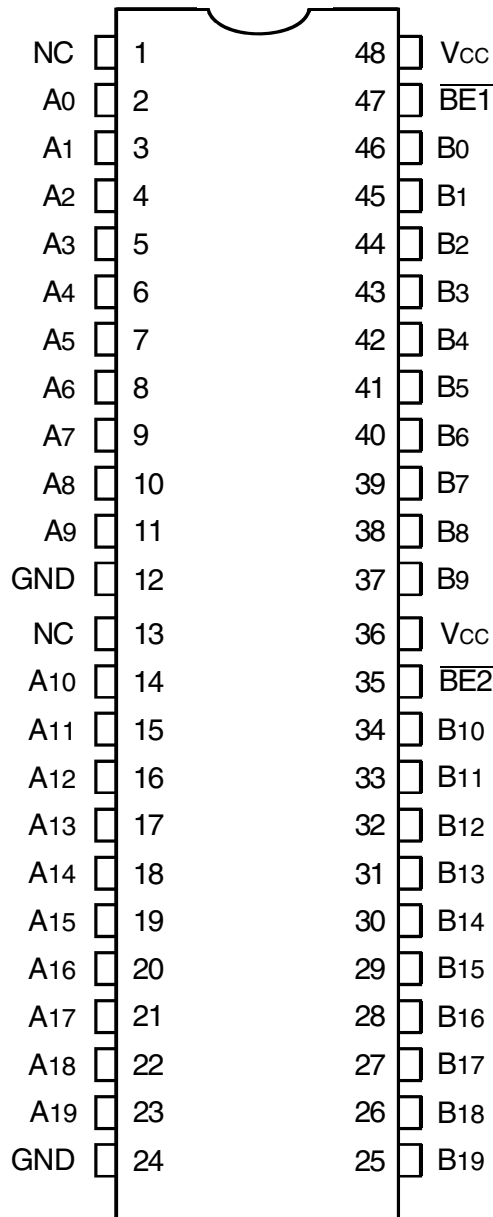 NC 1 48 VCC
A0 2 47 B̅E̅1̅
A1 3 46 B0
A2 4 45 B1
A3 5 44 B2
A4 6 43 B3
A5 7 42 B4
A6 8 41 B5
A7 9 40 B6
A8 10 39 B7
A9 11 38 B8
GND 12 37 B9
NC 13 36 VCC
A10 14 35 B̅E̅2̅
A11 15 34 B10
A12 16 33 B11
A13 17 32 B12
A14 18 31 B13
A15 19 30 B14
A16 20 29 B15
A17 21 28 B16
A18 22 27 B17
A19 23 26 B18
GND 24 25 B19